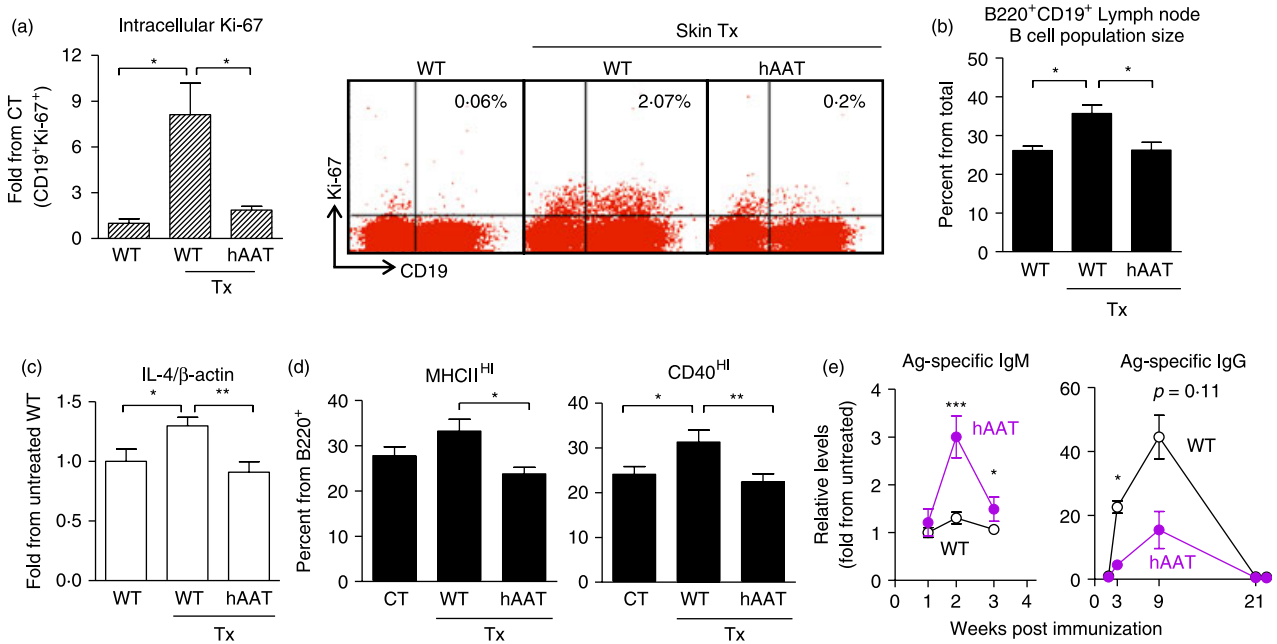 (a)
Intracellular Ki-67
Fold from CT
(CD19⁺Ki-67⁺)
12
9
6
3
0
*
*
WT
WT
hAAT
Tx
Skin Tx
WT
WT
hAAT
0·06%
2·07%
0·2%
Ki-67
CD19
(b)
B220⁺CD19⁺ Lymph node
B cell population size
Percent from total
50
40
30
20
10
0
*
*
WT
WT
hAAT
Tx
(c)
IL-4/β-actin
Fold from untreated WT
1·5
1·0
0·5
0·0
*
**
WT
WT
hAAT
Tx
(d)
MHCII^HI
Percent from B220⁺
40
30
20
10
0
*
CT
WT
hAAT
Tx
CD40^HI
40
30
20
10
0
*
**
CT
WT
hAAT
Tx
(e)
Ag-specific IgM
Relative levels
(fold from untreated)
4
3
2
1
0
***
hAAT
*
WT
0
1
2
3
4
Ag-specific IgG
p = 0·11
60
40
20
0
WT
*
hAAT
0
3
9
21
Weeks post immunization